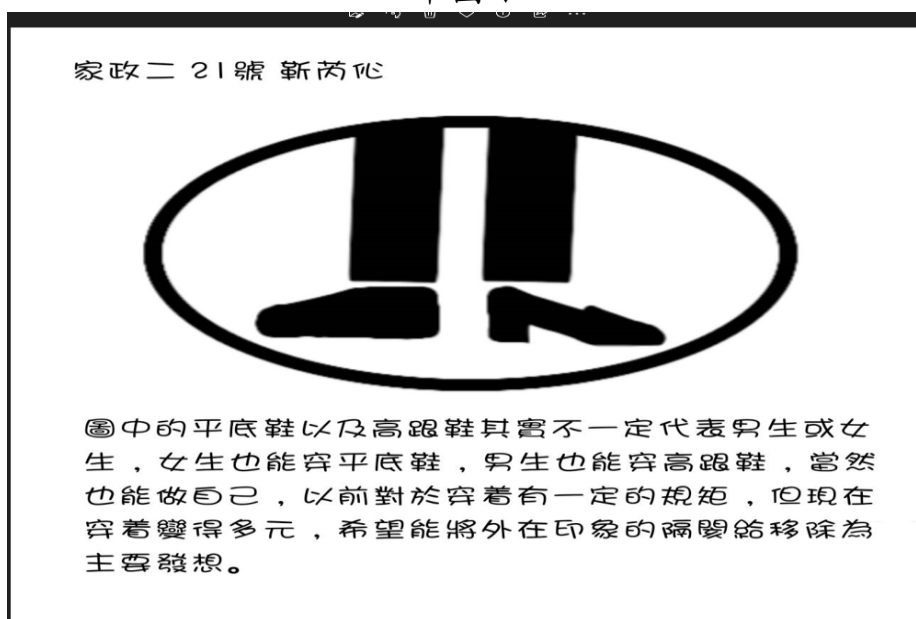 家政二 21號 靳芮伈
圖中的平底鞋以及高跟鞋其實不一定代表男生或女
生，女生也能穿平底鞋，男生也能穿高跟鞋，當然
也能做自己，以前對於穿着有一定的規矩，但現在
穿着變得多元，希望能將外在印象的隔閡給移除為
主要發想。